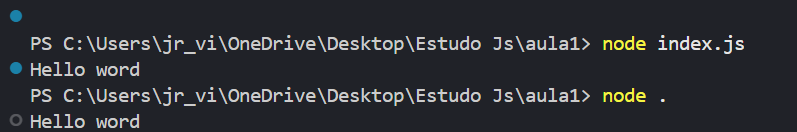 PS C:\Users\jr_vi\OneDrive\Desktop\Estudo Js\aula1> node index.js
Hello word
PS C:\Users\jr_vi\OneDrive\Desktop\Estudo Js\aula1> node .
Hello word